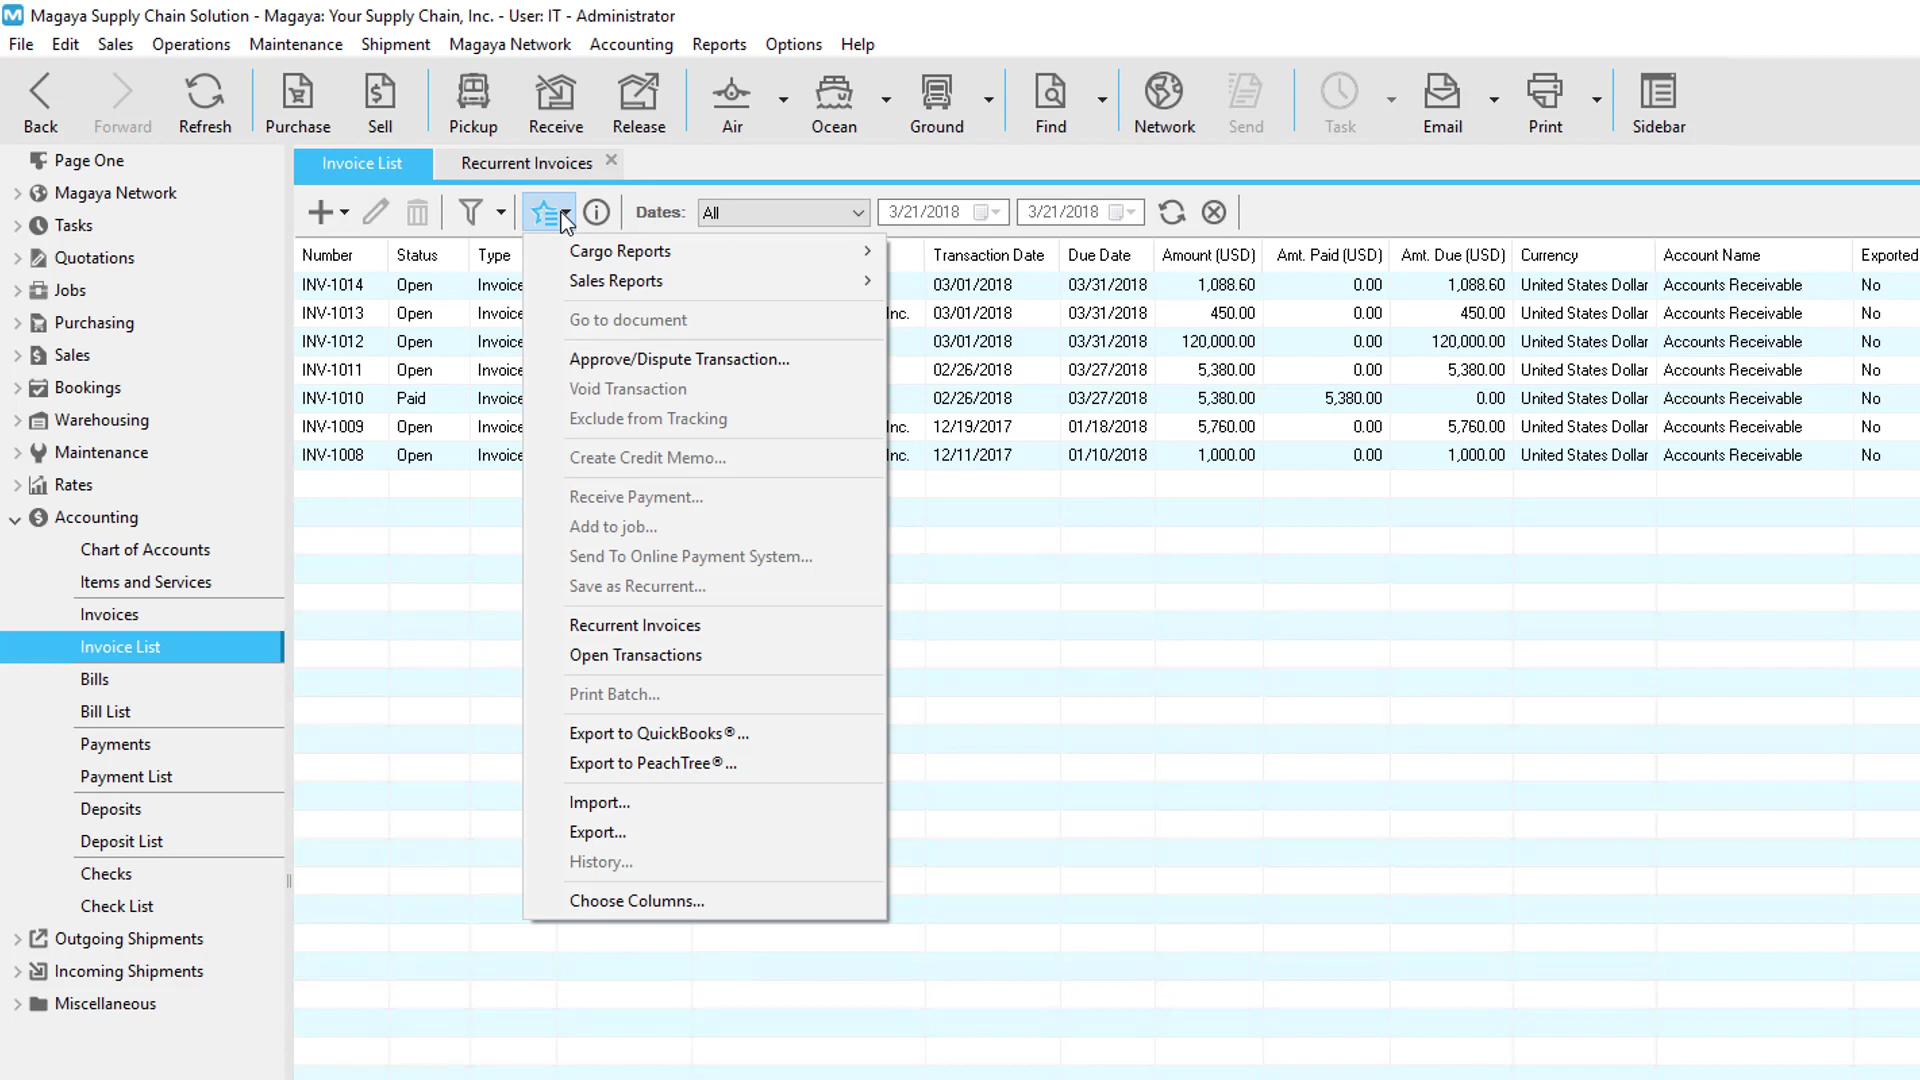 Magaya Supply Chain Solution - Magaya: Your Supply Chain, Inc. - User: IT - Administrator
File Edit Sales Operations Maintenance Shipment Magaya Network Accounting Reports Options Help
Back Forward Refresh Purchase Sell Pickup Receive Release Air Ocean Ground Find Network Send Task Email Print Sidebar
Page One
Magaya Network
Tasks
Quotations
Jobs
Purchasing
Sales
Bookings
Warehousing
Maintenance
Rates
Accounting
Chart of Accounts
Items and Services
Invoices
Invoice List
Bills
Bill List
Payments
Payment List
Deposits
Deposit List
Checks
Check List
Outgoing Shipments
Incoming Shipments
Miscellaneous
Invoice List Recurrent Invoices
Dates: All 3/21/2018 3/21/2018
Number Status Type Transaction Date Due Date Amount (USD) Amt. Paid (USD) Amt. Due (USD) Currency Account Name Exported
INV-1014 Open Invoice 03/01/2018 03/31/2018 1,088.60 0.00 1,088.60 United States Dollar Accounts Receivable No
INV-1013 Open Invoice Inc. 03/01/2018 03/31/2018 450.00 0.00 450.00 United States Dollar Accounts Receivable No
INV-1012 Open Invoice 03/01/2018 03/31/2018 120,000.00 0.00 120,000.00 United States Dollar Accounts Receivable No
INV-1011 Open Invoice 02/26/2018 03/27/2018 5,380.00 0.00 5,380.00 United States Dollar Accounts Receivable No
INV-1010 Paid Invoice 02/26/2018 03/27/2018 5,380.00 5,380.00 0.00 United States Dollar Accounts Receivable No
INV-1009 Open Invoice Inc. 12/19/2017 01/18/2018 5,760.00 0.00 5,760.00 United States Dollar Accounts Receivable No
INV-1008 Open Invoice Inc. 12/11/2017 01/10/2018 1,000.00 0.00 1,000.00 United States Dollar Accounts Receivable No
Cargo Reports
Sales Reports
Go to document
Approve/Dispute Transaction...
Void Transaction
Exclude from Tracking
Create Credit Memo...
Receive Payment...
Add to job...
Send To Online Payment System...
Save as Recurrent...
Recurrent Invoices
Open Transactions
Print Batch...
Export to QuickBooks®...
Export to PeachTree®...
Import...
Export...
History...
Choose Columns...